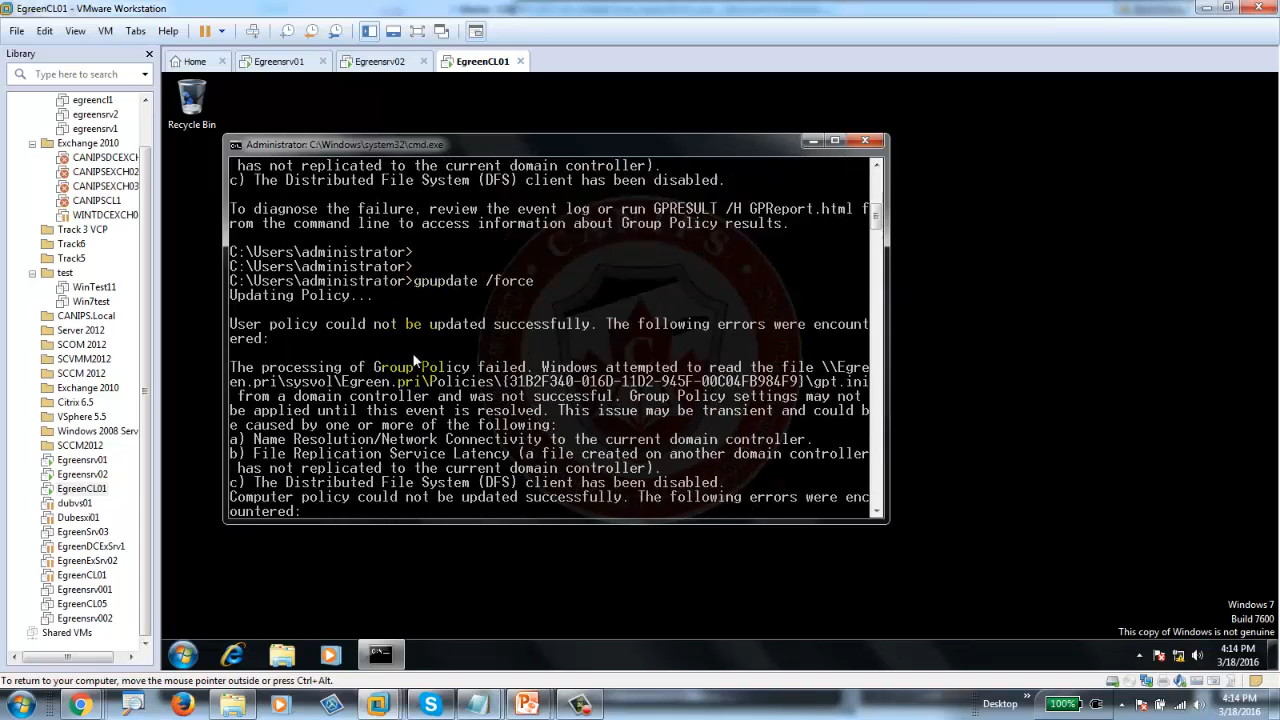 EgreenCL01 - VMware Workstation
File Edit View VM Tabs Help
Library
Type here to search
Home
Egreensrv01
Egreensrv02
EgreenCL01
egreencl1
egreensrv2
egreensrv1
Exchange 2010
CANIPSDCEXCH
CANIPSEXCH02
CANIPSEXCH03
CANIPSCL1
WINTDCEXCH0
Track 3 VCP
Track6
Track5
test
WinTest11
Win7test
CANIPS.Local
Server 2012
SCOM 2012
SCVMM2012
SCCM 2012
Exchange 2010
Citrix 6.5
VSphere 5.5
Windows 2008 Serv
SCCM2012
Egreensrv01
Egreensrv02
EgreenCL01
dubvs01
Dubesxi01
EgreenSrv03
EgreenDCExSrv1
EgreenExSrv02
EgreenCL01
Egreensrv001
EgreenCL05
Egreensrv002
Shared VMs
Recycle Bin
Administrator: C:\Windows\system32\cmd.exe
has not replicated to the current domain controller).
c) The Distributed File System (DFS) client has been disabled.
To diagnose the failure, review the event log or run GPRESULT /H GPReport.html f
rom the command line to access information about Group Policy results.
C:\Users\administrator>
C:\Users\administrator>
C:\Users\administrator>gpupdate /force
Updating Policy...
User policy could not be updated successfully. The following errors were encount
ered:
The processing of Group Policy failed. Windows attempted to read the file \\Egre
en.pri\sysvol\Egreen.pri\Policies\{31B2F340-016D-11D2-945F-00C04FB984F9}\gpt.ini
from a domain controller and was not successful. Group Policy settings may not
be applied until this event is resolved. This issue may be transient and could b
e caused by one or more of the following:
a) Name Resolution/Network Connectivity to the current domain controller.
b) File Replication Service Latency (a file created on another domain controller
has not replicated to the current domain controller).
c) The Distributed File System (DFS) client has been disabled.
Computer policy could not be updated successfully. The following errors were enc
ountered:
Windows 7
Build 7600
This copy of Windows is not genuine
4:14 PM
3/18/2016
To return to your computer, move the mouse pointer outside or press Ctrl+Alt.
Desktop
100%
4:14 PM
3/18/2016